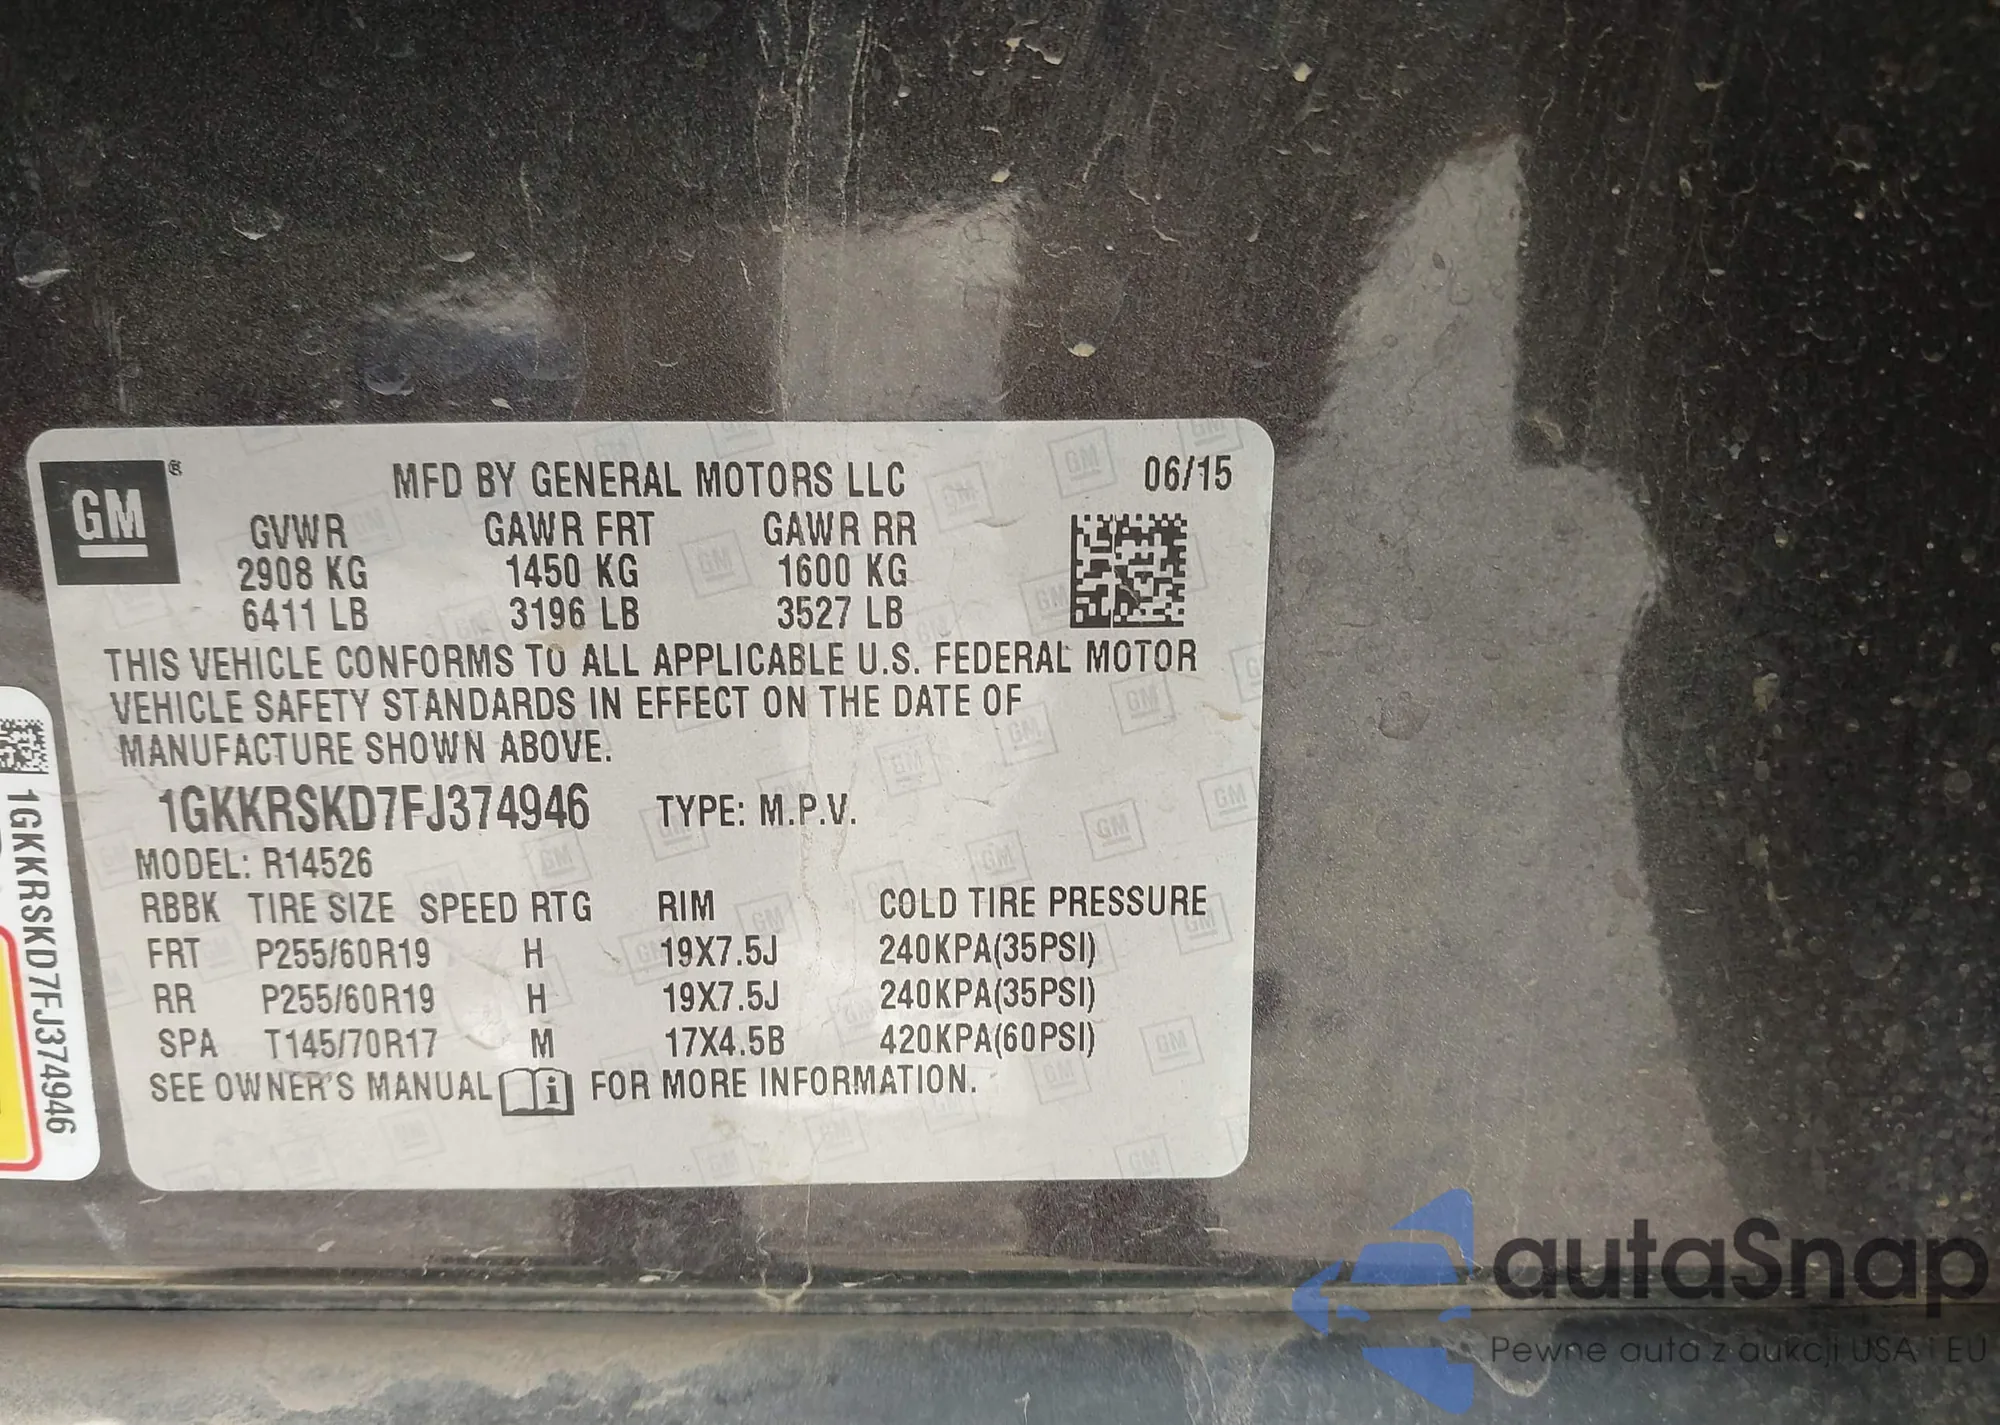 GM®
MFD BY GENERAL MOTORS LLC 06/15
GVWR GAWR FRT GAWR RR
2908 KG 1450 KG 1600 KG
6411 LB 3196 LB 3527 LB
THIS VEHICLE CONFORMS TO ALL APPLICABLE U.S. FEDERAL MOTOR
VEHICLE SAFETY STANDARDS IN EFFECT ON THE DATE OF
MANUFACTURE SHOWN ABOVE.
1GKKRSKD7FJ374946 TYPE: M.P.V.
MODEL: R14526
RBBK TIRE SIZE SPEED RTG RIM COLD TIRE PRESSURE
FRT P255/60R19 H 19X7.5J 240KPA(35PSI)
RR P255/60R19 H 19X7.5J 240KPA(35PSI)
SPA T145/70R17 M 17X4.5B 420KPA(60PSI)
SEE OWNER'S MANUAL i FOR MORE INFORMATION.
1GKKRSKD7FJ374946
autaSnap
Pewne auta z aukcji USA i EU